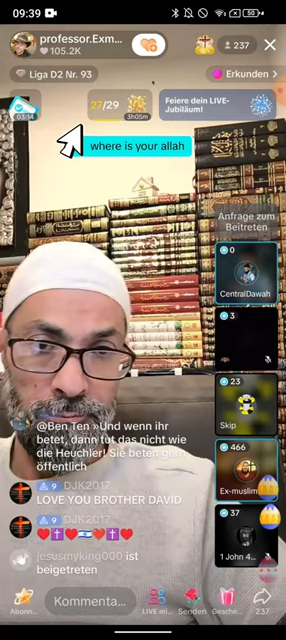 09:39
50
professor.Exm...
105.2K
237
Liga D2 Nr. 93
Erkunden >
03:14
27/29
3h05m
Feiere dein LIVE-
Jubiläum!
where is your allah
Anfrage zum
Beitreten
0
CentralDawah
3
23
Skip
466
Ex-muslim
37
1 John 4...
@Ben Ten »Und wenn ihr
betet, dann tut das nicht wie
die Heuchler! Sie beten gern
öffentlich
9 DJK2017
LOVE YOU BROTHER DAVID
9 DJK2017
♥️✝️♥️🇮🇱♥️✝️♥️
jesusmyking000 ist
beigetreten
Abonn...
Kommenta...
LIVE mi...
Senden
Gesche...
237